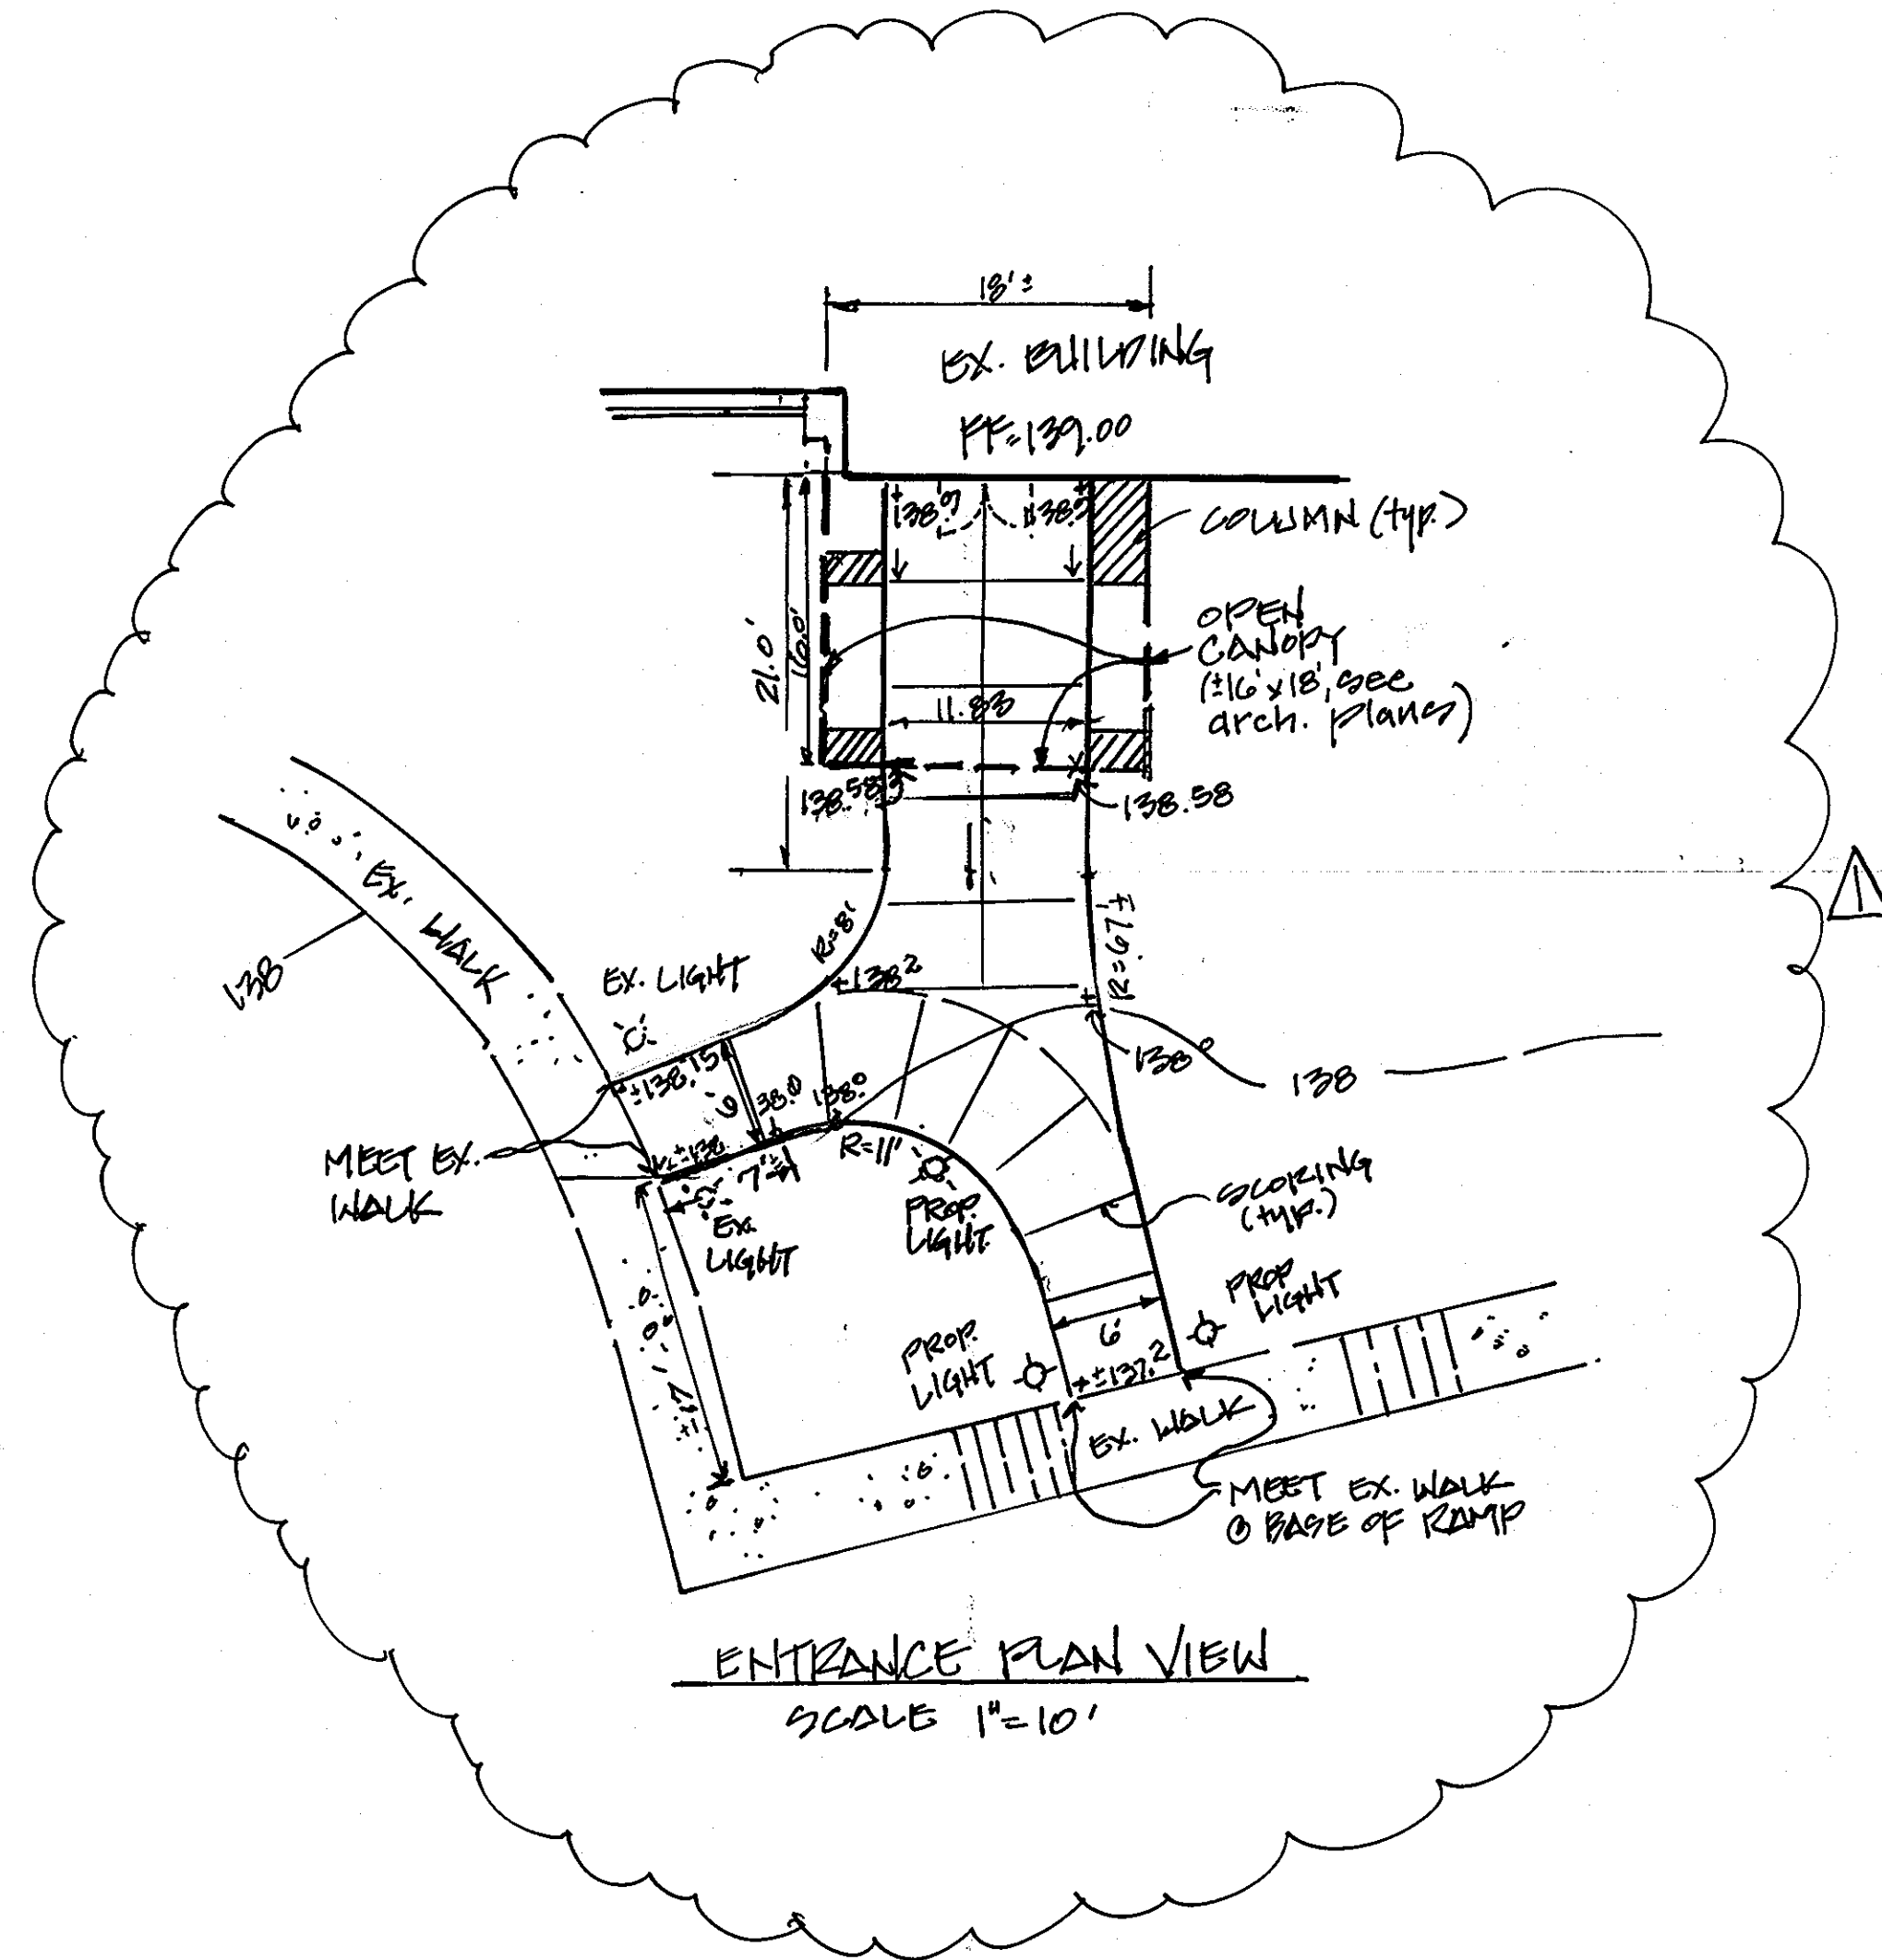 18'±
EX. BUILDING
FF=139.00
138.9
138.9
COLUMN (typ.)
21.0'
16.0'
OPEN
CANOPY
(±16'x18', see
arch. plans)
11.83
138.58
138.58
EX. WALK
138
R=8'
R=67'±
1
EX. LIGHT
±138.2
138.0
138
±138.15
6'
138.0
±138.
7'±
R=11'
MEET EX.
WALK
EX.
LIGHT
PROP.
LIGHT
SCORING
(typ.)
PROP.
LIGHT
PROP
LIGHT
6'
±137.2
EX. WALK
MEET EX. WALK
@ BASE OF RAMP
ENTRANCE PLAN VIEW
SCALE 1"=10'